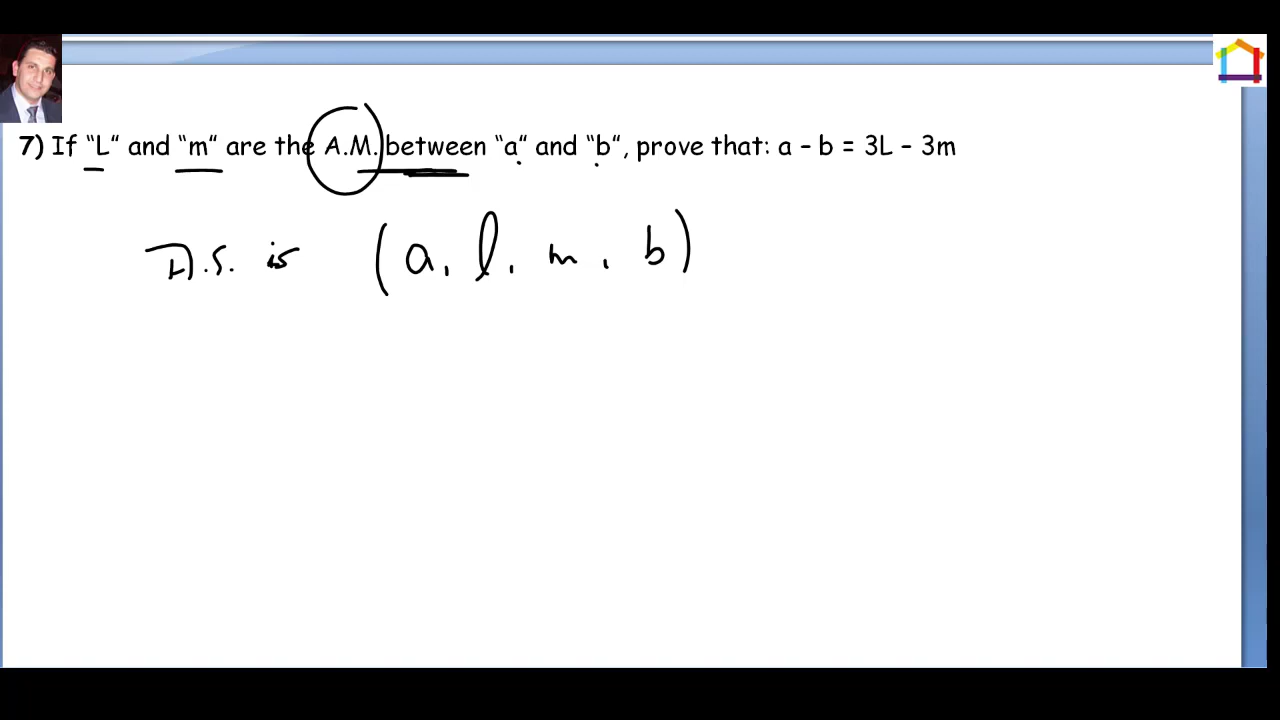 7) If “L” and “m” are the A.M. between “a” and “b”, prove that: a – b = 3L – 3m
A.S. is (a, l, m, b)